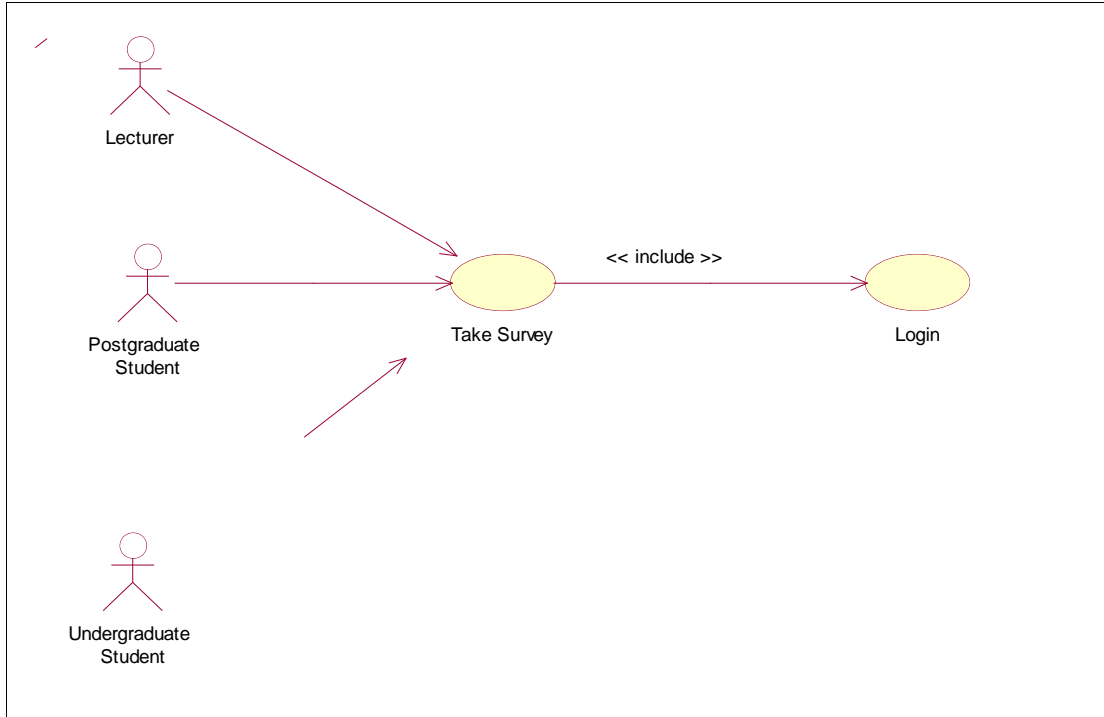 Lecturer
<< include >>
Take Survey
Login
Postgraduate
Student
Undergraduate
Student